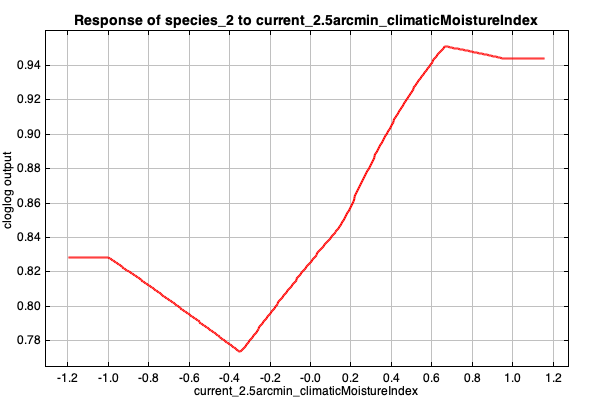 Response of species_2 to current_2.5arcmin_climaticMoistureIndex
0.94
0.92
0.90
0.88
0.86
0.84
0.82
0.80
0.78
cloglog output
-1.2 -1.0 -0.8 -0.6 -0.4 -0.2 -0.0 0.2 0.4 0.6 0.8 1.0 1.2
current_2.5arcmin_climaticMoistureIndex